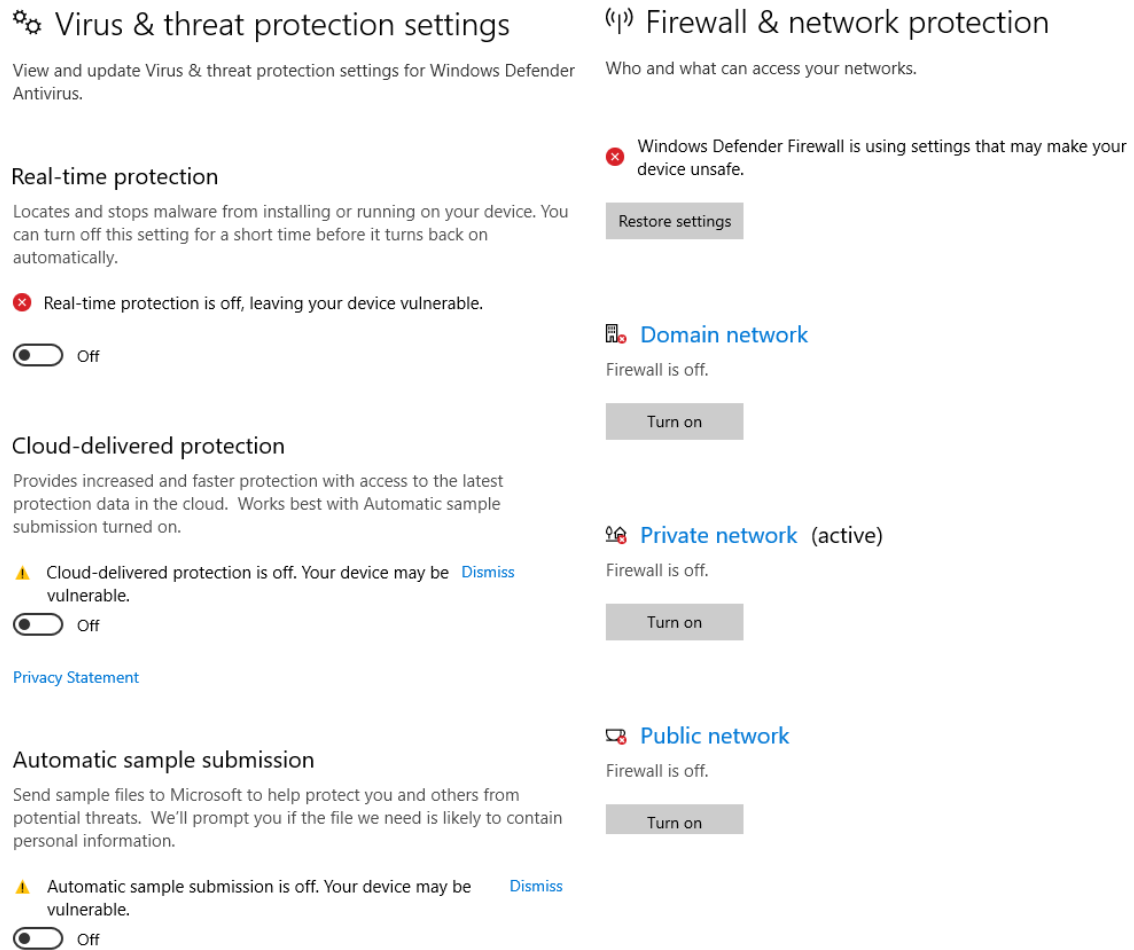 Virus & threat protection settings
View and update Virus & threat protection settings for Windows Defender
Antivirus.
Real-time protection
Locates and stops malware from installing or running on your device. You
can turn off this setting for a short time before it turns back on
automatically.
Real-time protection is off, leaving your device vulnerable.
Off
Cloud-delivered protection
Provides increased and faster protection with access to the latest
protection data in the cloud.  Works best with Automatic sample
submission turned on.
Cloud-delivered protection is off. Your device may be Dismiss
vulnerable.
Off
Privacy Statement
Automatic sample submission
Send sample files to Microsoft to help protect you and others from
potential threats.  We'll prompt you if the file we need is likely to contain
personal information.
Automatic sample submission is off. Your device may be Dismiss
vulnerable.
Off
Firewall & network protection
Who and what can access your networks.
Windows Defender Firewall is using settings that may make your
device unsafe.
Restore settings
Domain network
Firewall is off.
Turn on
Private network (active)
Firewall is off.
Turn on
Public network
Firewall is off.
Turn on